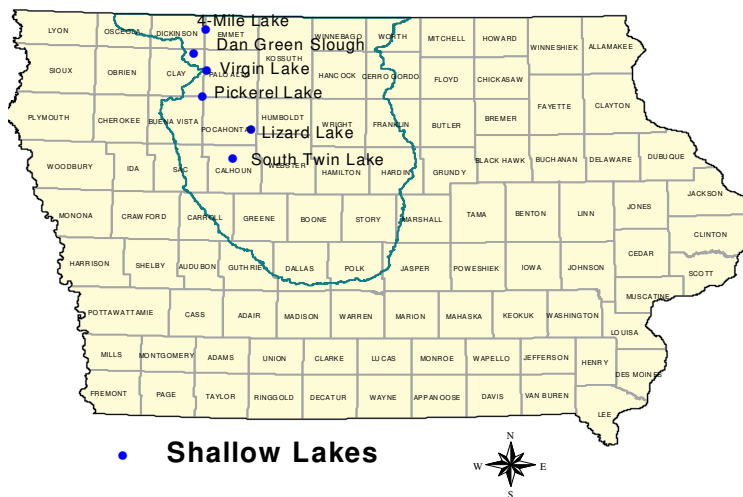 4-Mile Lake
LYON OSCEOLA DICKINSON EMMET WINNEBAGO WORTH MITCHELL HOWARD WINNESHIEK ALLAMAKEE
Dan Green Slough
KOSSUTH
SIOUX OBRIEN CLAY PALO ALTO HANCOCK CERRO GORDO FLOYD CHICKASAW
Virgin Lake
Pickerel Lake
PLYMOUTH CHEROKEE BUENA VISTA POCAHONTAS HUMBOLDT WRIGHT FRANKLIN BUTLER BREMER FAYETTE CLAYTON
Lizard Lake
South Twin Lake
WOODBURY IDA SAC CALHOUN WEBSTER HAMILTON HARDIN GRUNDY BLACK HAWK BUCHANAN DELAWARE DUBUQUE
MONONA CRAWFORD CARROLL GREENE BOONE STORY MARSHALL TAMA BENTON LINN JONES JACKSON
CLINTON
CEDAR
HARRISON SHELBY AUDUBON GUTHRIE DALLAS POLK JASPER POWESHIEK IOWA JOHNSON SCOTT
MUSCATINE
POTTAWATTAMIE CASS ADAIR MADISON WARREN MARION MAHASKA KEOKUK WASHINGTON LOUISA
MILLS MONTGOMERY ADAMS UNION CLARKE LUCAS MONROE WAPELLO JEFFERSON HENRY
DES MOINES
FREMONT PAGE TAYLOR RINGGOLD DECATUR WAYNE APPANOOSE DAVIS VAN BUREN
LEE
Shallow Lakes
N
W E
S